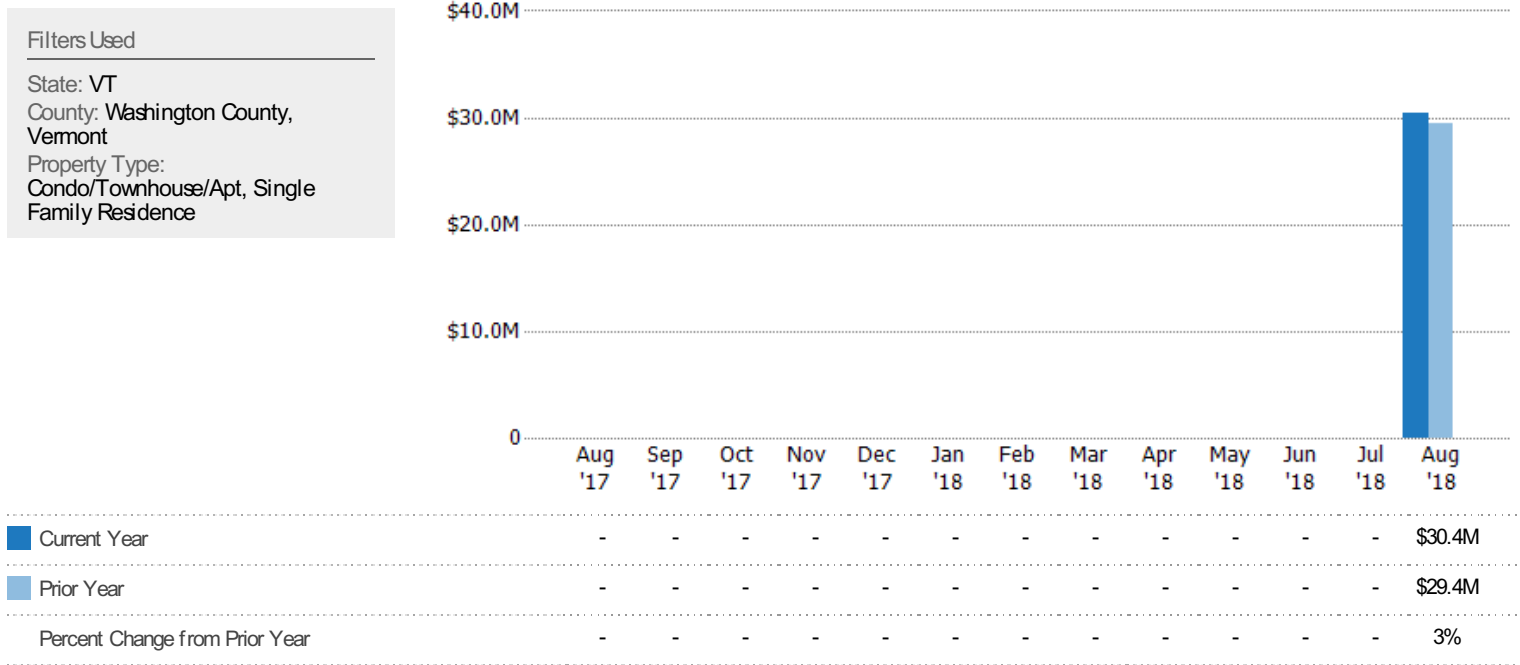 Filters Used
State: VT
County: Washington County,
Vermont
Property Type:
Condo/Townhouse/Apt, Single
Family Residence
$40.0M
$30.0M
$20.0M
$10.0M
0
Aug Sep Oct Nov Dec Jan Feb Mar Apr May Jun Jul Aug
'17 '17 '17 '17 '17 '18 '18 '18 '18 '18 '18 '18 '18
Current Year - - - - - - - - - - - - $30.4M
Prior Year - - - - - - - - - - - - $29.4M
Percent Change from Prior Year - - - - - - - - - - - - 3%